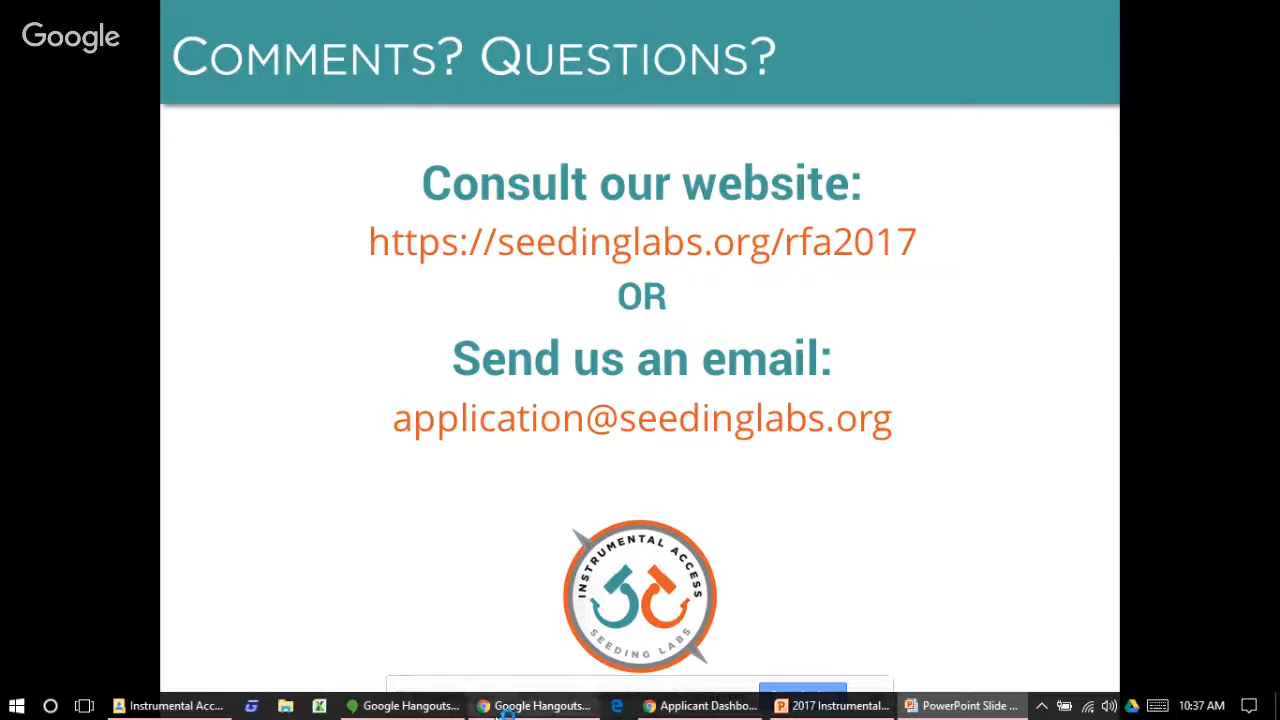 Google
COMMENTS? QUESTIONS?
Consult our website:
https://seedinglabs.org/rfa2017
OR
Send us an email:
application@seedinglabs.org
INSTRUMENTAL ACCESS
SEEDING LABS
Instrumental Acc...
Google Hangouts...
Google Hangouts...
Applicant Dashbo...
2017 Instrumental...
PowerPoint Slide ...
10:37 AM